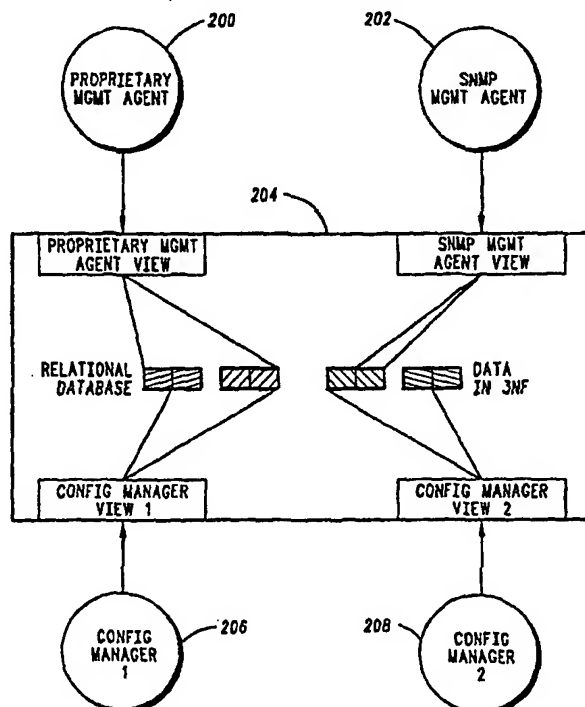 200
202
PROPRIETARY
MGMT AGENT
SNMP
MGMT AGENT
204
PROPRIETARY MGMT
AGENT VIEW
SNMP MGMT
AGENT VIEW
RELATIONAL
DATABASE
DATA
IN 3NF
CONFIG MANAGER
VIEW 1
CONFIG MANAGER
VIEW 2
CONFIG
MANAGER
1
206
208
CONFIG
MANAGER
2